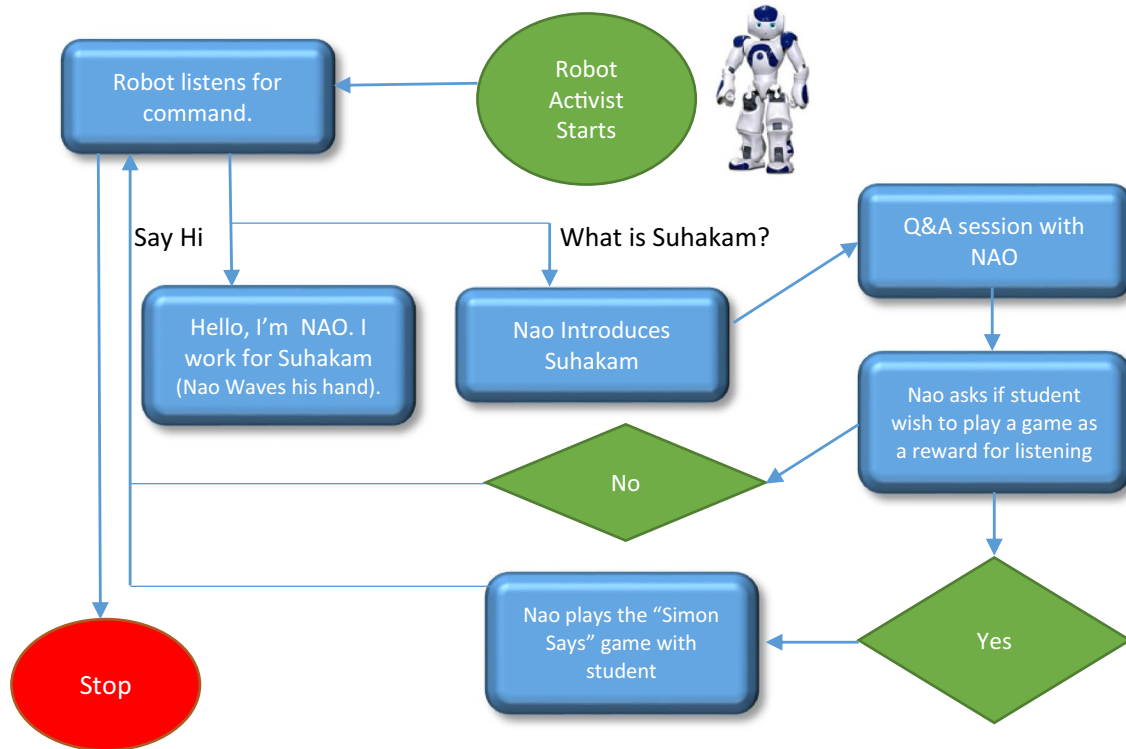 Robot
Activist
Starts
Robot listens for
command.
Say Hi
What is Suhakam?
Hello, I’m  NAO. I
work for Suhakam
(Nao Waves his hand).
Nao Introduces
Suhakam
Q&A session with
NAO
Nao asks if student
wish to play a game as
a reward for listening
No
Yes
Nao plays the “Simon
Says” game with
student
Stop